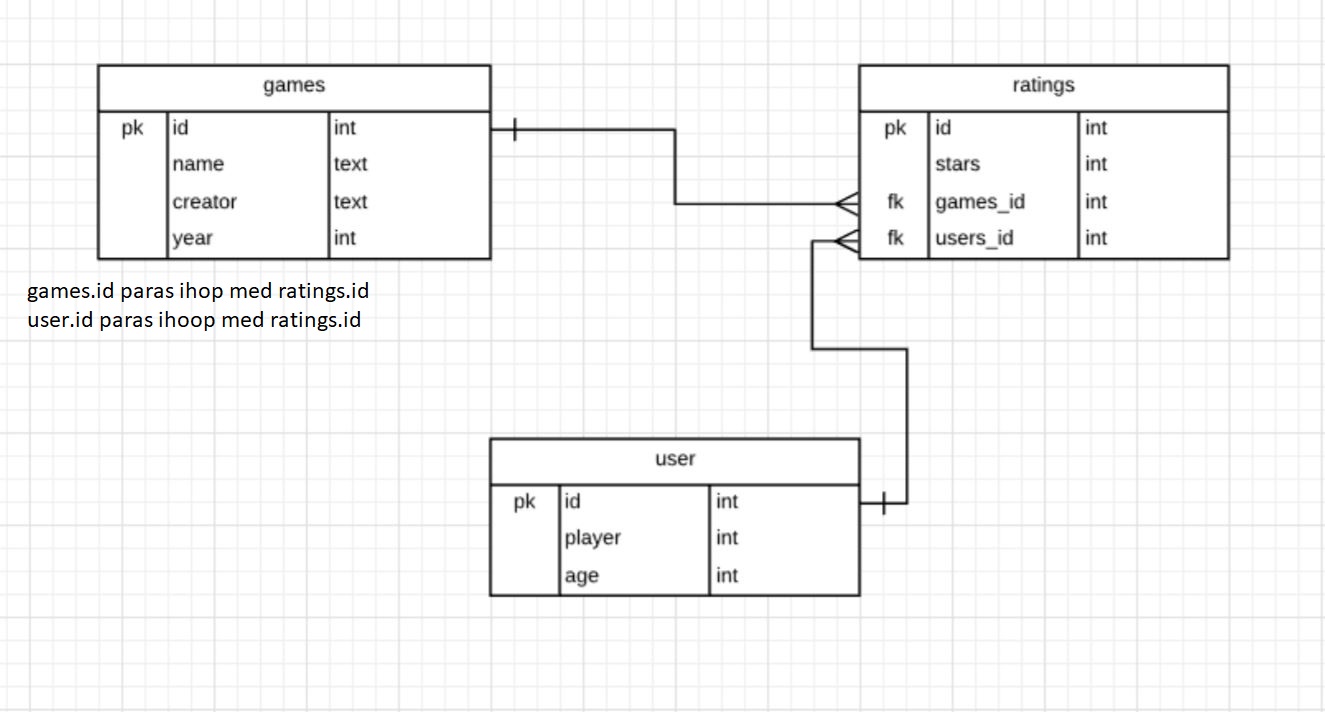 games
pk id int
name text
creator text
year int
ratings
pk id int
stars int
fk games_id int
fk users_id int
games.id paras ihop med ratings.id
user.id paras ihoop med ratings.id
user
pk id int
player int
age int